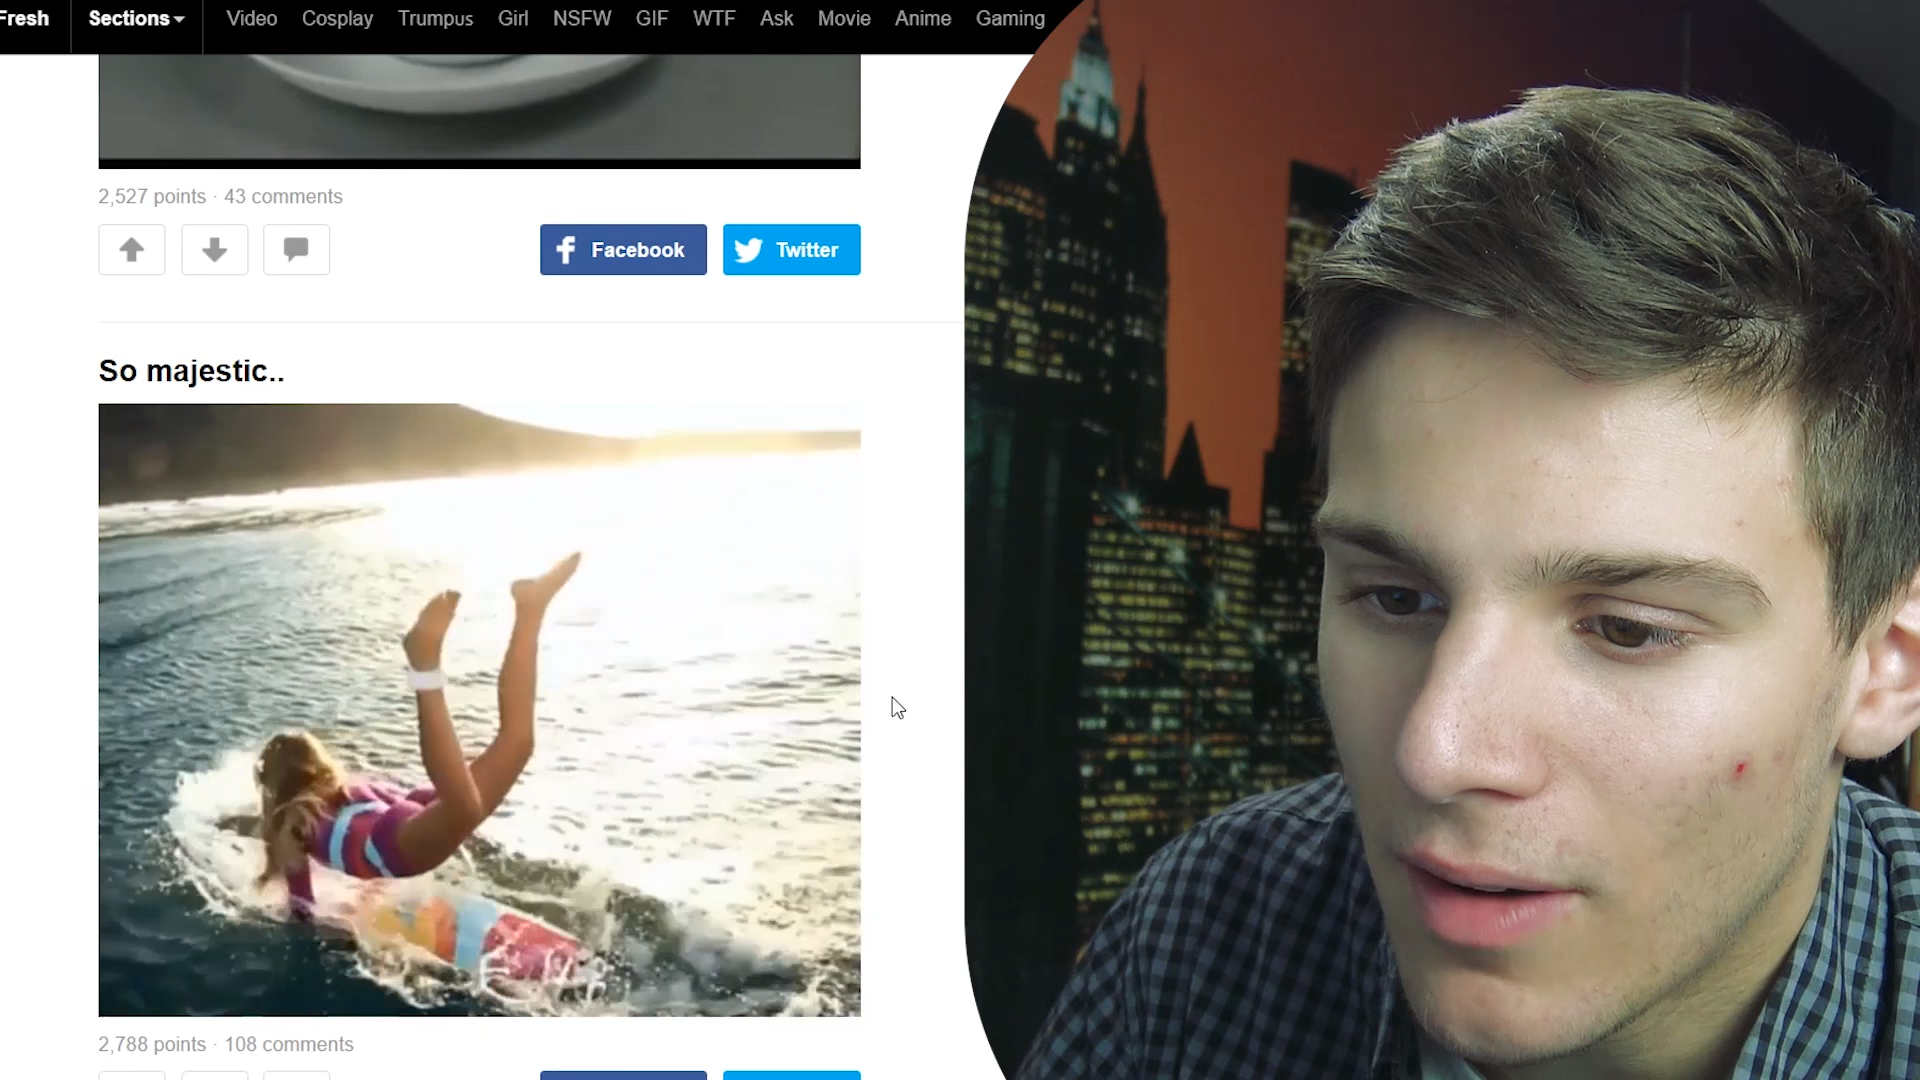 Fresh Sections Video Cosplay Trumpus Girl NSFW GIF WTF Ask Movie Anime Gaming
2,527 points · 43 comments
Facebook Twitter
So majestic..
2,788 points · 108 comments